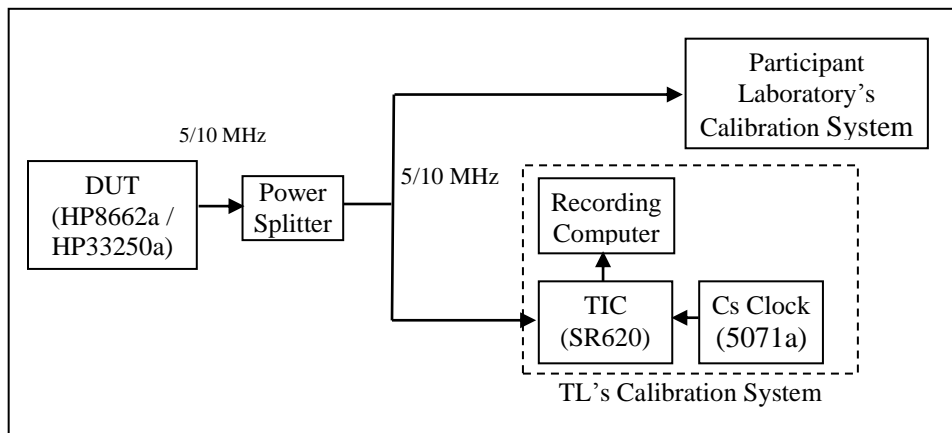 5/10 MHz
DUT
(HP8662a /
HP33250a)
Power
Splitter
5/10 MHz
Participant
Laboratory's
Calibration System
Recording
Computer
TIC
(SR620)
Cs Clock
(5071a)
TL's Calibration System